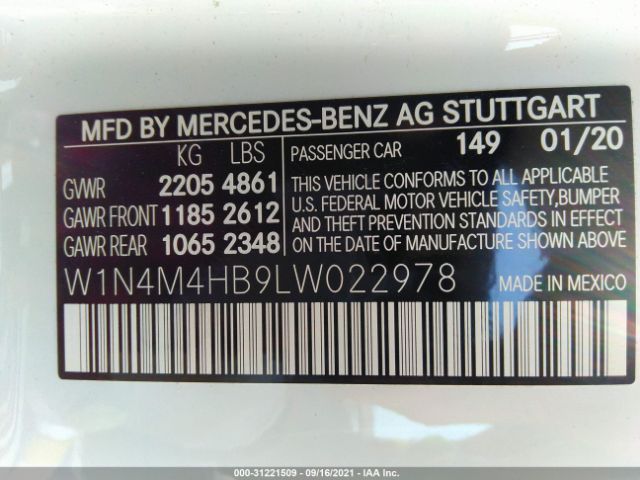 MFD BY MERCEDES-BENZ AG STUTTGART
KG LBS
GVWR 2205 4861
GAWR FRONT 1185 2612
GAWR REAR 1065 2348
PASSENGER CAR 149 01/20
THIS VEHICLE CONFORMS TO ALL APPLICABLE
U.S. FEDERAL MOTOR VEHICLE SAFETY,BUMPER
AND THEFT PREVENTION STANDARDS IN EFFECT
ON THE DATE OF MANUFACTURE SHOWN ABOVE
W1N4M4HB9LW022978 MADE IN MEXICO
000-31221509 - 09/16/2021 - IAA Inc.